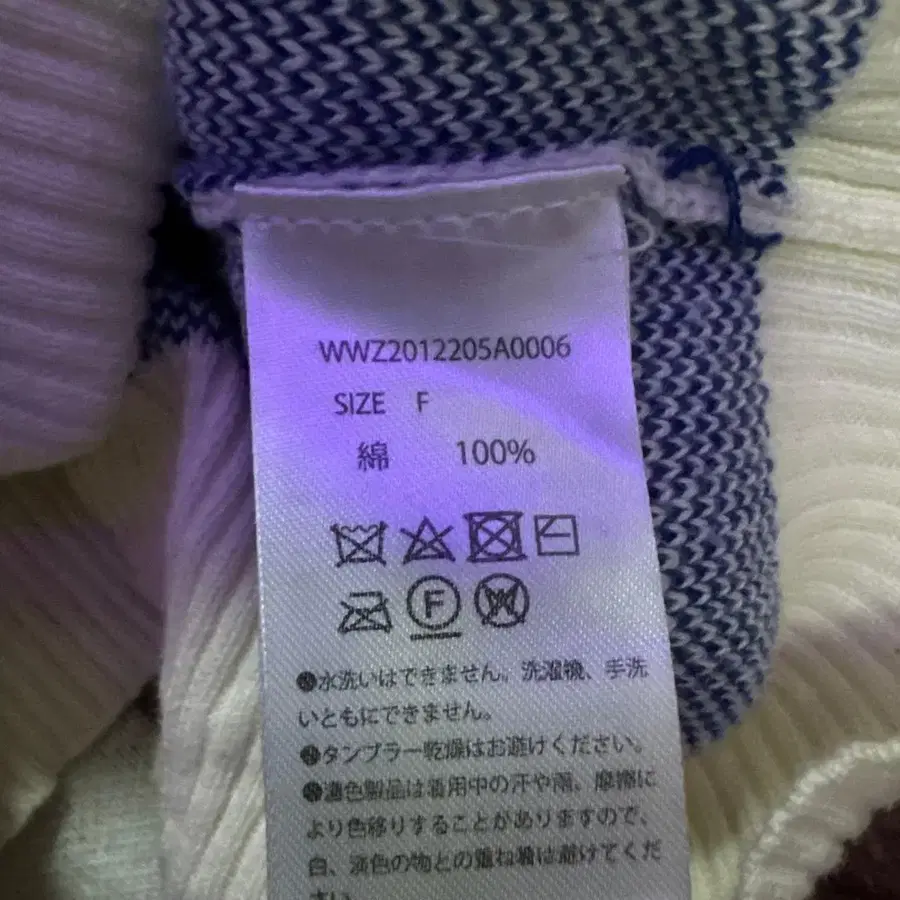 WWZ2012205A0006
SIZE F
綿 100%
F
W
●水洗いはできません。洗濯機、手洗
いともにできません。
●タンブラー乾燥はお避けください。
●濃色製品は着用中の汗や雨、摩擦に
より色移りすることがありますので、
白、淡色の物との重ね着は避けてくだ
さい